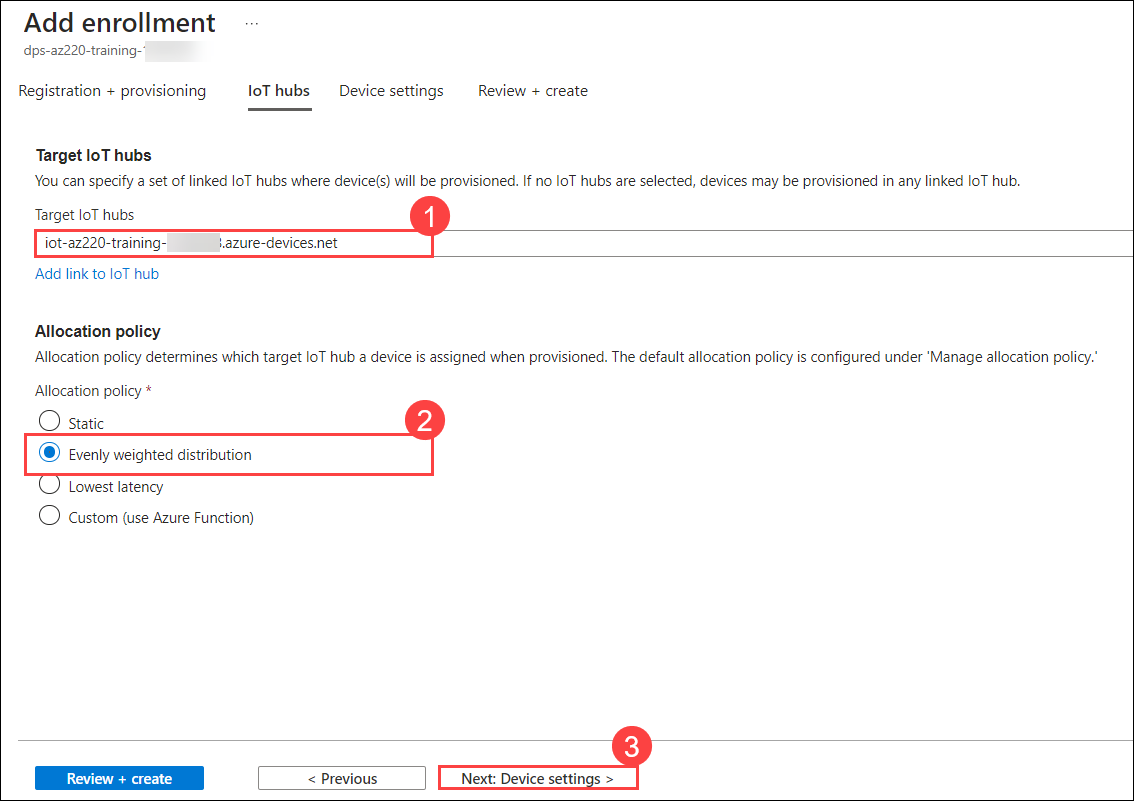 Add enrollment ...
dps-az220-training-
Registration + provisioning IoT hubs Device settings Review + create
Target IoT hubs
You can specify a set of linked IoT hubs where device(s) will be provisioned. If no IoT hubs are selected, devices may be provisioned in any linked IoT hub.
Target IoT hubs
1
iot-az220-training- .azure-devices.net
Add link to IoT hub
Allocation policy
Allocation policy determines which target IoT hub a device is assigned when provisioned. The default allocation policy is configured under 'Manage allocation policy.'
Allocation policy *
Static
2
Evenly weighted distribution
Lowest latency
Custom (use Azure Function)
3
Review + create < Previous Next: Device settings >